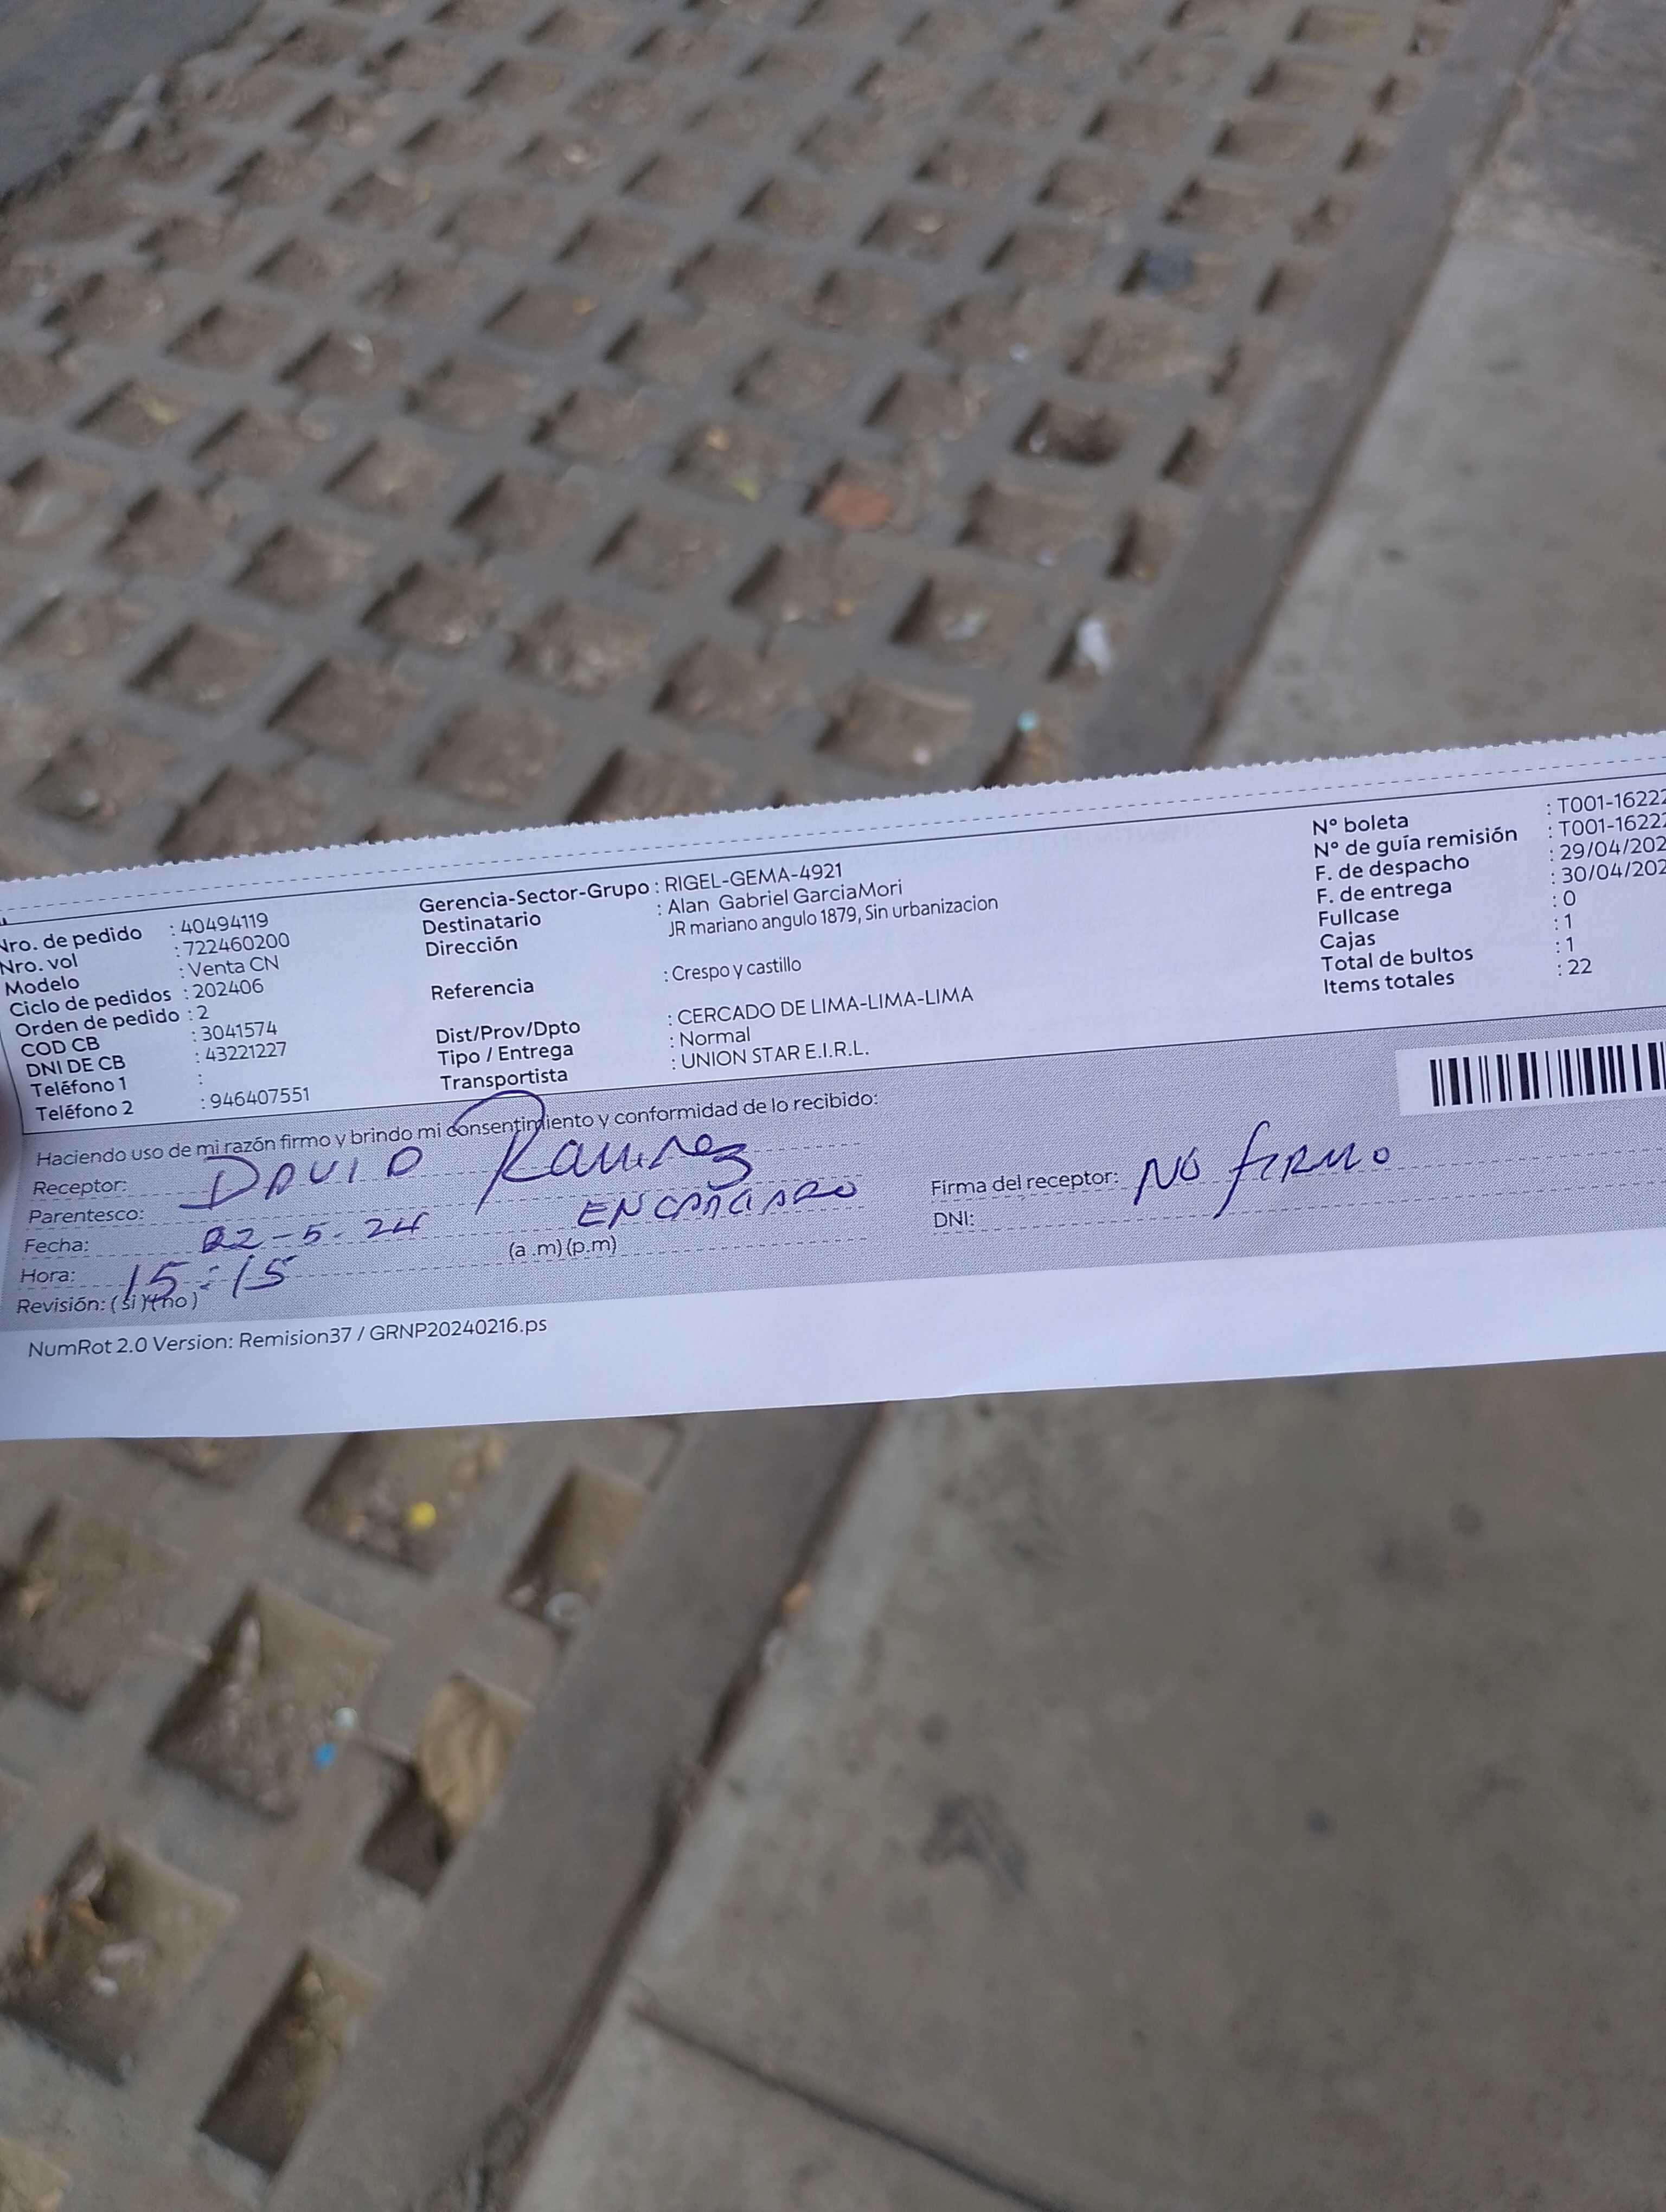 Nro. de pedido : 40494119
Nro. vol : 722460200
Modelo : Venta CN
Ciclo de pedidos : 202406
Orden de pedido : 2
COD CB : 3041574
DNI DE CB : 43221227
Teléfono 1 :
Teléfono 2 : 946407551
Gerencia-Sector-Grupo : RIGEL-GEMA-4921
Destinatario : Alan Gabriel GarciaMori
Dirección JR mariano angulo 1879, Sin urbanizacion
Referencia : Crespo y castillo
Dist/Prov/Dpto : CERCADO DE LIMA-LIMA-LIMA
Tipo / Entrega : Normal
Transportista : UNION STAR E.I.R.L.
Nº boleta : T001-16222
Nº de guía remisión : T001-16222
F. de despacho : 29/04/202
F. de entrega : 30/04/202
Fullcase : 0
Cajas : 1
Total de bultos : 1
Items totales : 22
Haciendo uso de mi razón firmo y brindo mi consentimiento y conformidad de lo recibido:
Receptor: DAVID Ramirez
Parentesco: ENCARGADO
Fecha: 22-5-24
Hora: 15:15 (a.m) (p.m)
Revisión: ( si ) ( no )
Firma del receptor: NO firmo
DNI:
NumRot 2.0 Version: Remision37 / GRNP20240216.ps